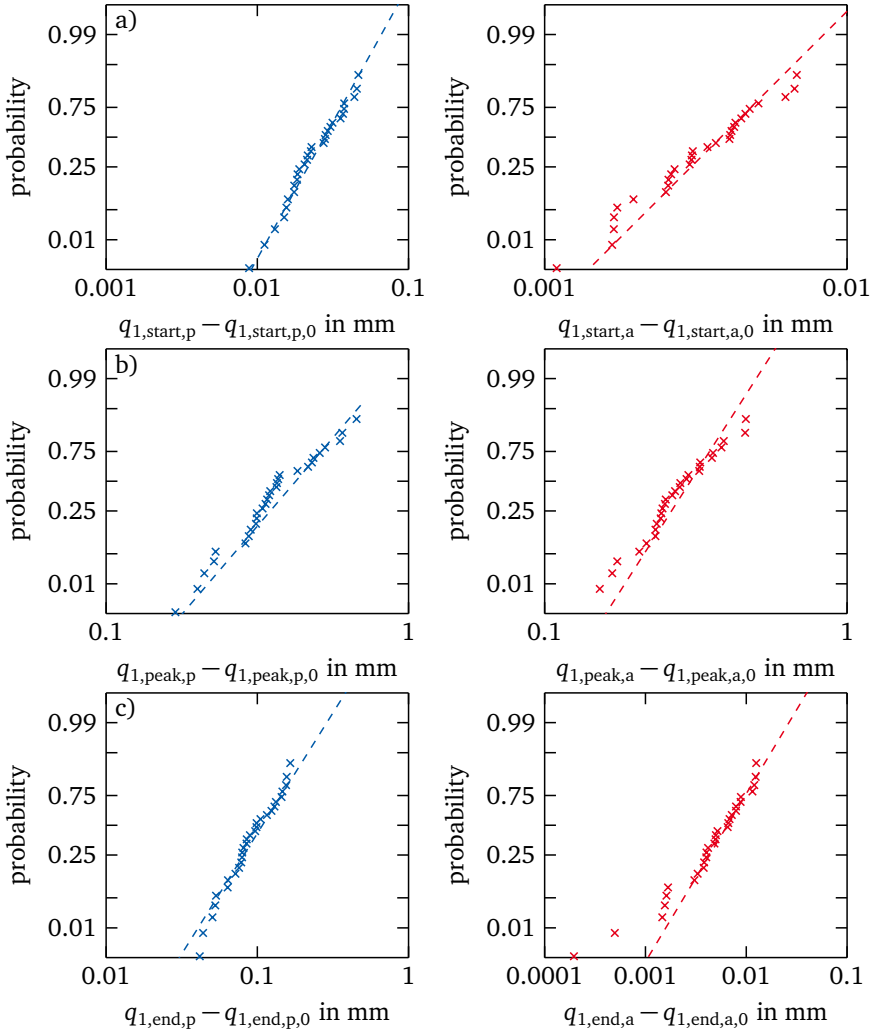 a)
probability
0.99
0.75
0.25
0.01
0.001 0.01 0.1
q1,start,p − q1,start,p,0 in mm
probability
0.99
0.75
0.25
0.01
0.001 0.01
q1,start,a − q1,start,a,0 in mm
b)
probability
0.99
0.75
0.25
0.01
0.1 1
q1,peak,p − q1,peak,p,0 in mm
probability
0.99
0.75
0.25
0.01
0.1 1
q1,peak,a − q1,peak,a,0 in mm
c)
probability
0.99
0.75
0.25
0.01
0.01 0.1 1
q1,end,p − q1,end,p,0 in mm
probability
0.99
0.75
0.25
0.01
0.0001 0.001 0.01 0.1
q1,end,a − q1,end,a,0 in mm